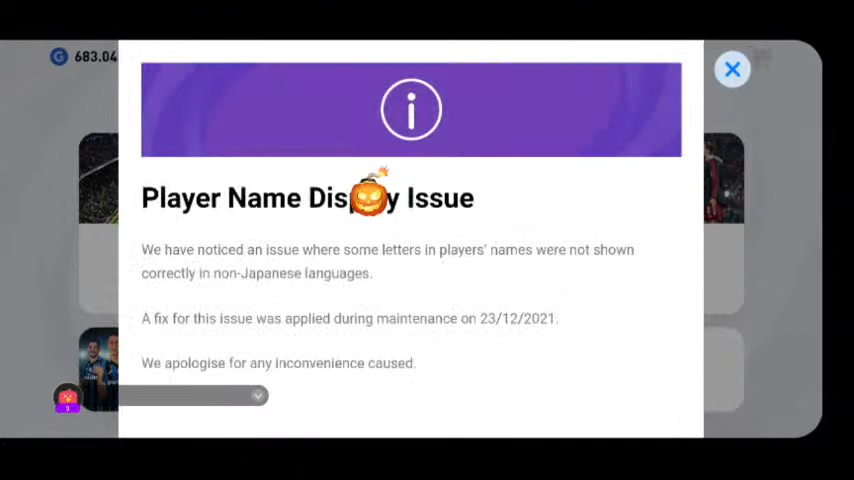 683.04
Player Name Disp y Issue
We have noticed an issue where some letters in players' names were not shown
correctly in non-Japanese languages.
A fix for this issue was applied during maintenance on 23/12/2021.
We apologise for any inconvenience caused.
9